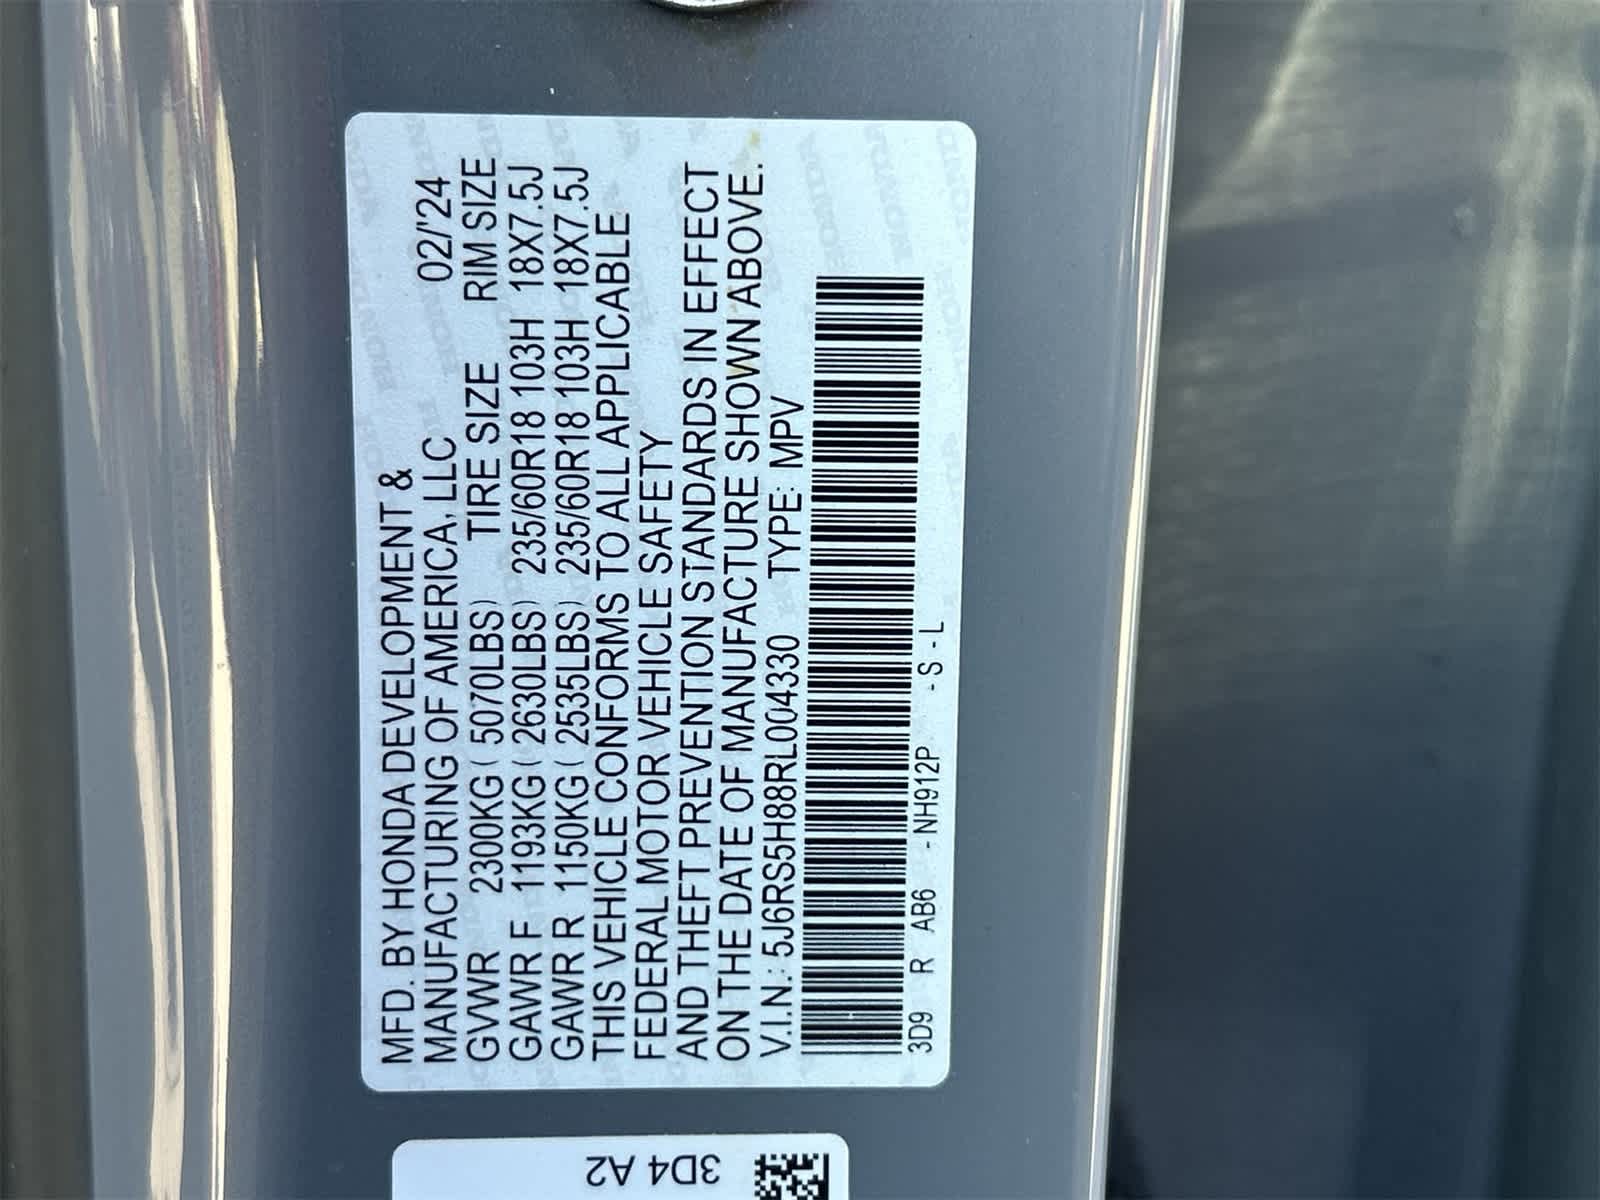 MFD. BY HONDA DEVELOPMENT &
MANUFACTURING OF AMERICA, LLC 02/'24
GVWR 2300KG ( 5070LBS) TIRE SIZE RIM SIZE
GAWR F 1193KG ( 2630LBS) 235/60R18 103H 18X7.5J
GAWR R 1150KG ( 2535LBS) 235/60R18 103H 18X7.5J
THIS VEHICLE CONFORMS TO ALL APPLICABLE
FEDERAL MOTOR VEHICLE SAFETY
AND THEFT PREVENTION STANDARDS IN EFFECT
ON THE DATE OF MANUFACTURE SHOWN ABOVE.
V.I.N.: 5J6RS5H88RL004330 TYPE: MPV
3D9 R AB6 -NH912P -S-L
3D4 A2